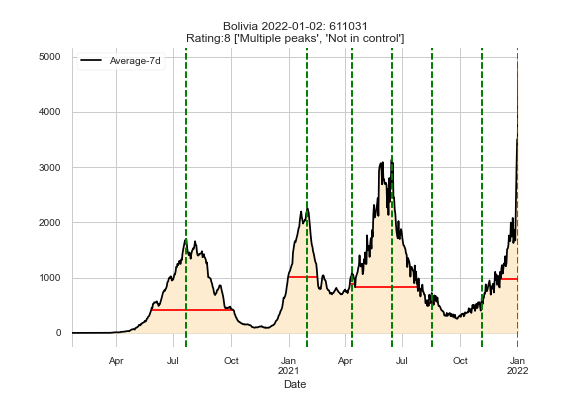 Bolivia 2022-01-02: 611031
Rating:8 ['Multiple peaks', 'Not in control']
Average-7d
5000
4000
3000
2000
1000
0
Apr Jul Oct Jan Apr Jul Oct Jan
2021 2022
Date